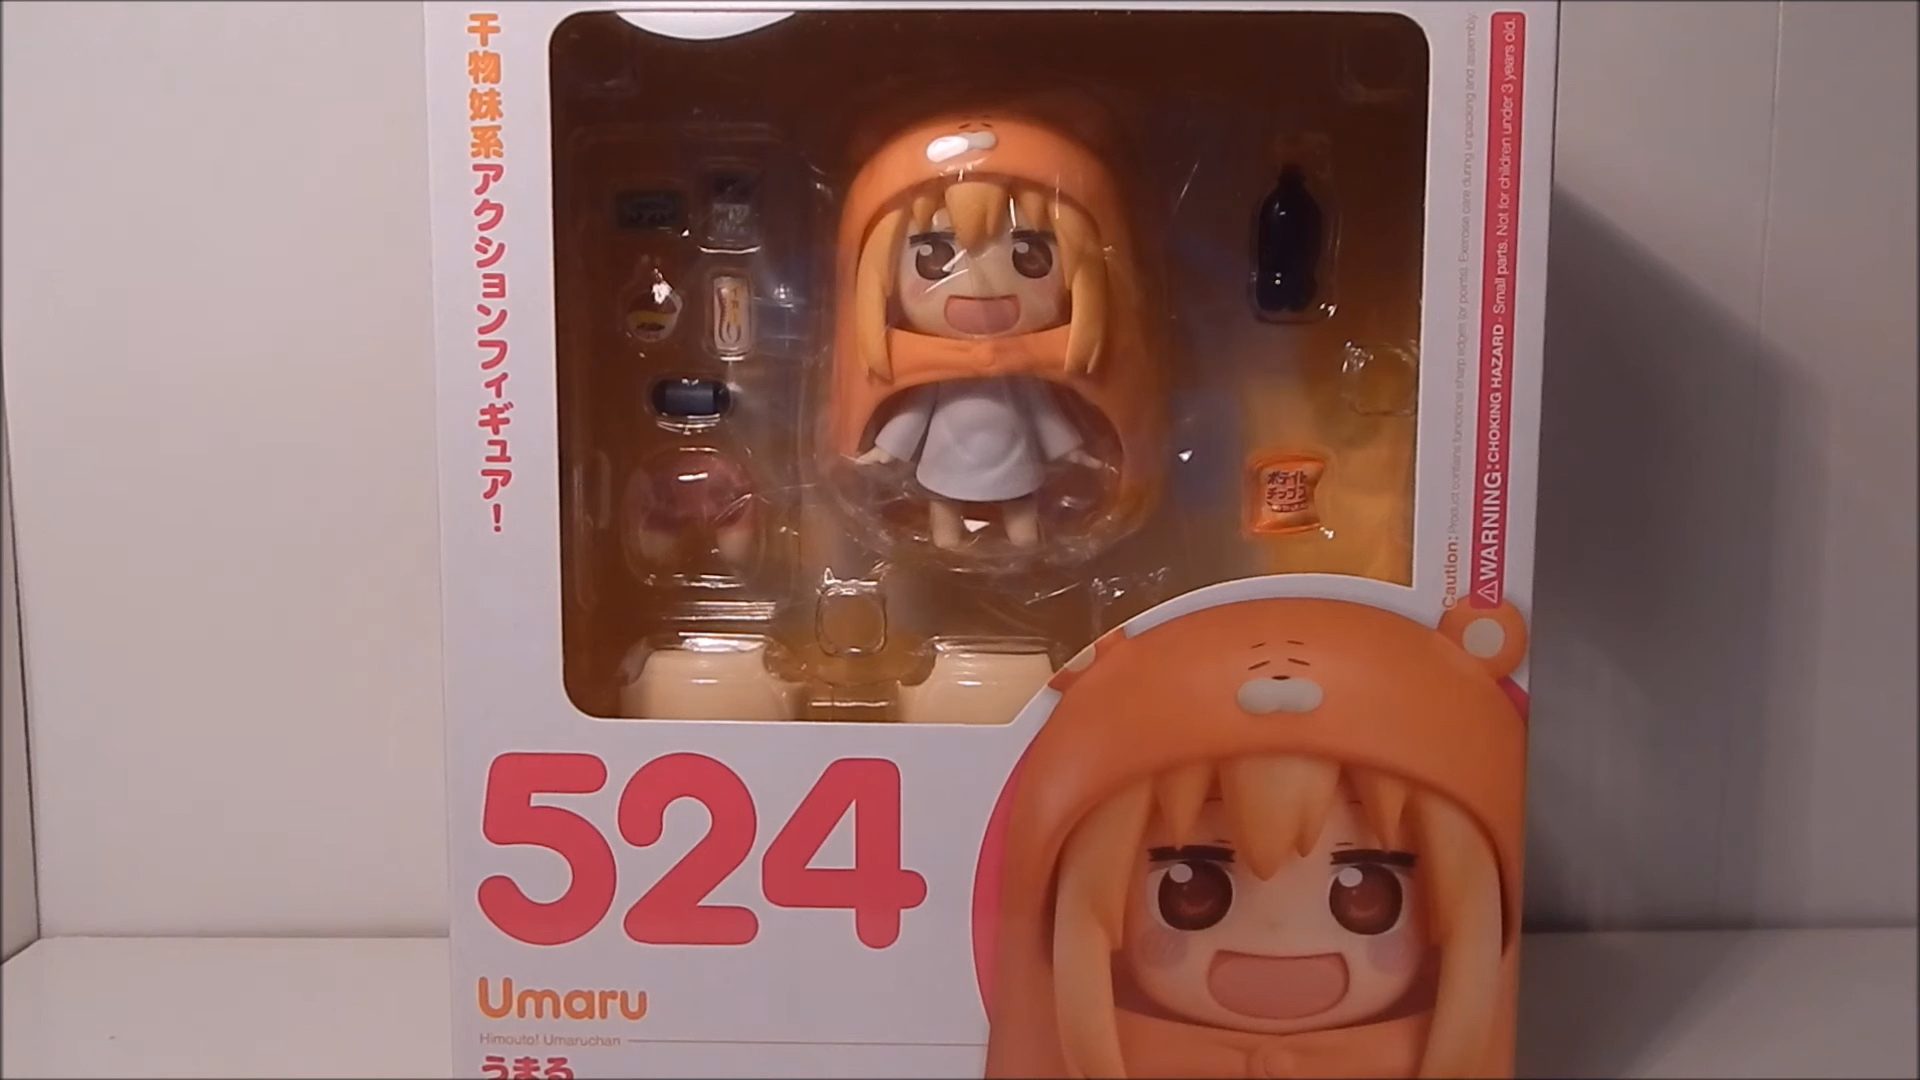 干物妹系アクションフィギュア!
Caution: Product contains functional sharp edges (or points). Exercise care during unpacking and assembly
⚠WARNING: CHOKING HAZARD - Small parts. Not for children under 3 years old.
ポテイト
チップス
524
Umaru
Himouto! Umaruchan
うまる